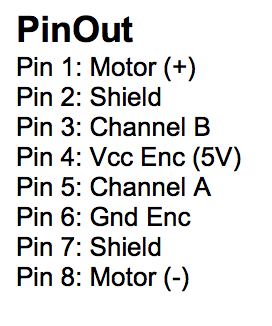 PinOut
Pin 1: Motor (+)
Pin 2: Shield
Pin 3: Channel B
Pin 4: Vcc Enc (5V)
Pin 5: Channel A
Pin 6: Gnd Enc
Pin 7: Shield
Pin 8: Motor (-)